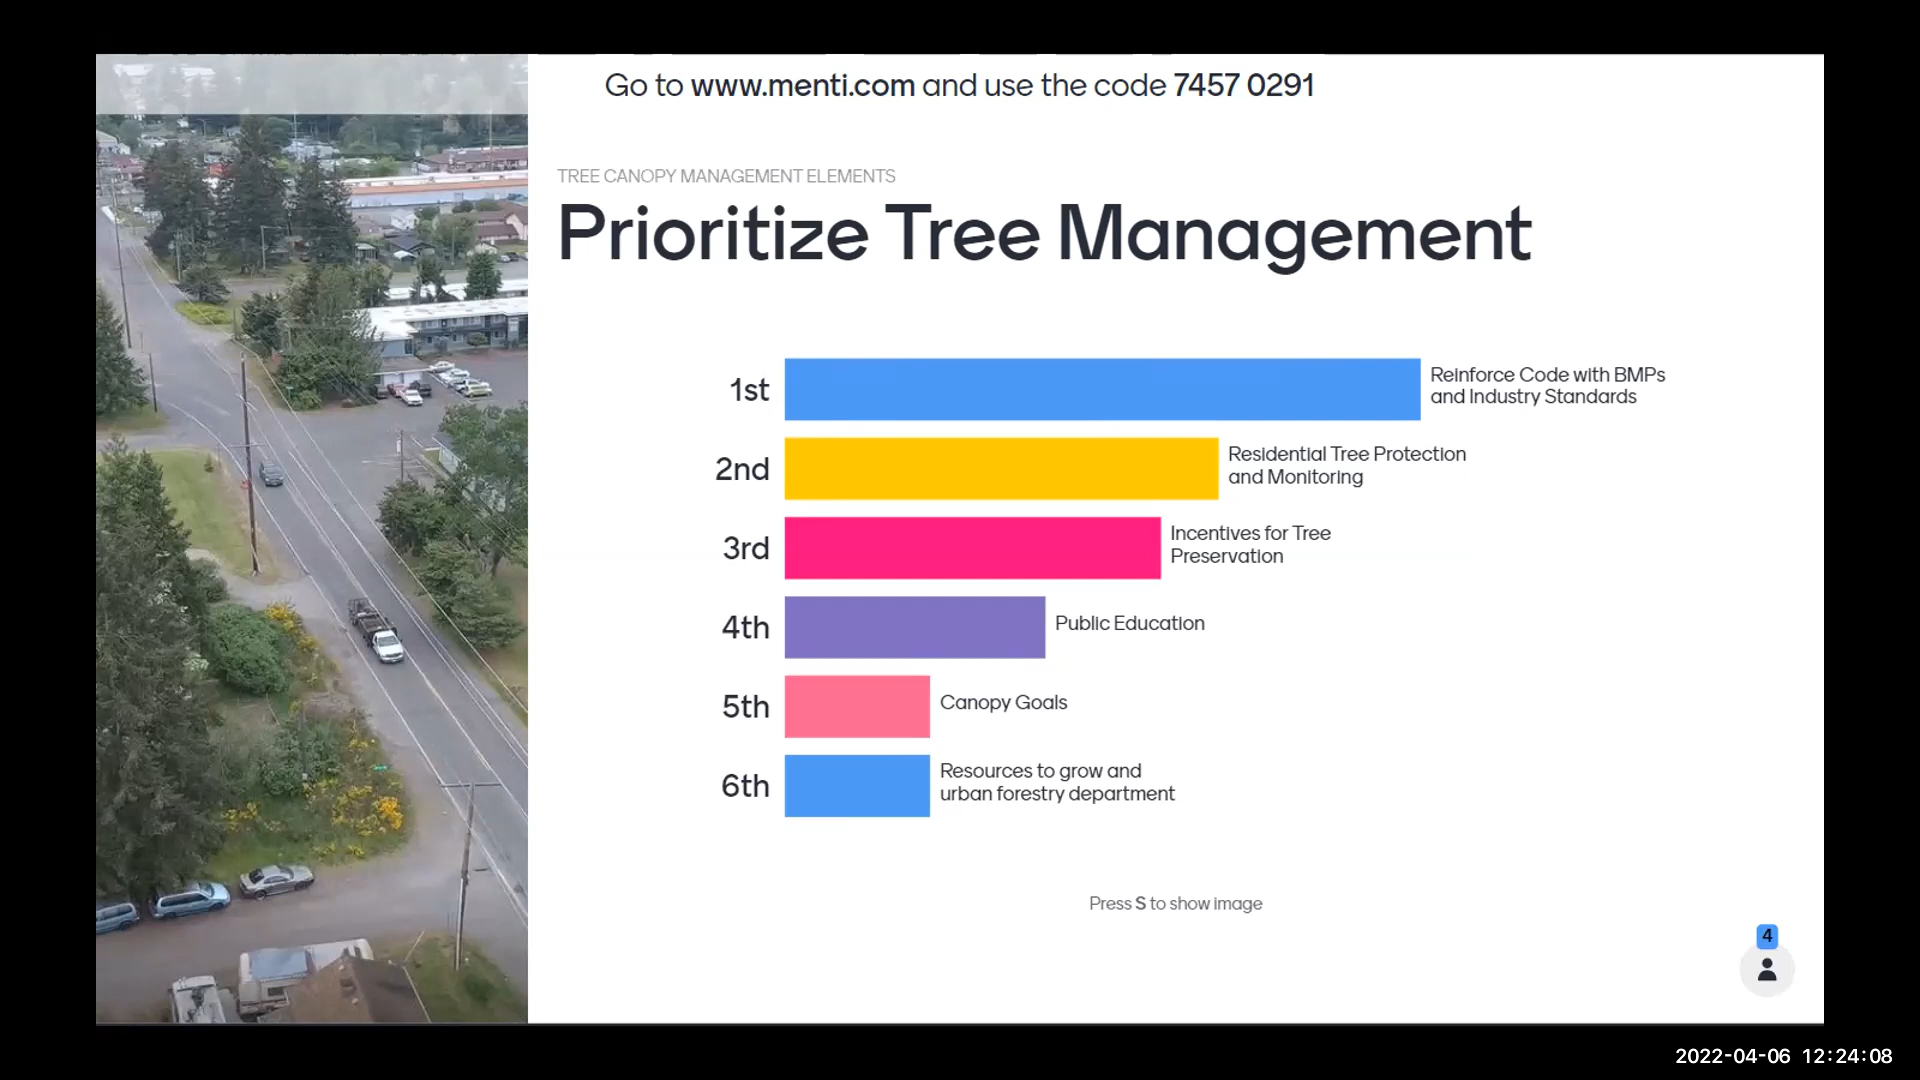 Go to www.menti.com and use the code 7457 0291
TREE CANOPY MANAGEMENT ELEMENTS
Prioritize Tree Management
1st
Reinforce Code with BMPs
and Industry Standards
2nd
Residential Tree Protection
and Monitoring
3rd
Incentives for Tree
Preservation
4th
Public Education
5th
Canopy Goals
6th
Resources to grow and
urban forestry department
Press S to show image
4
2022-04-06 12:24:08